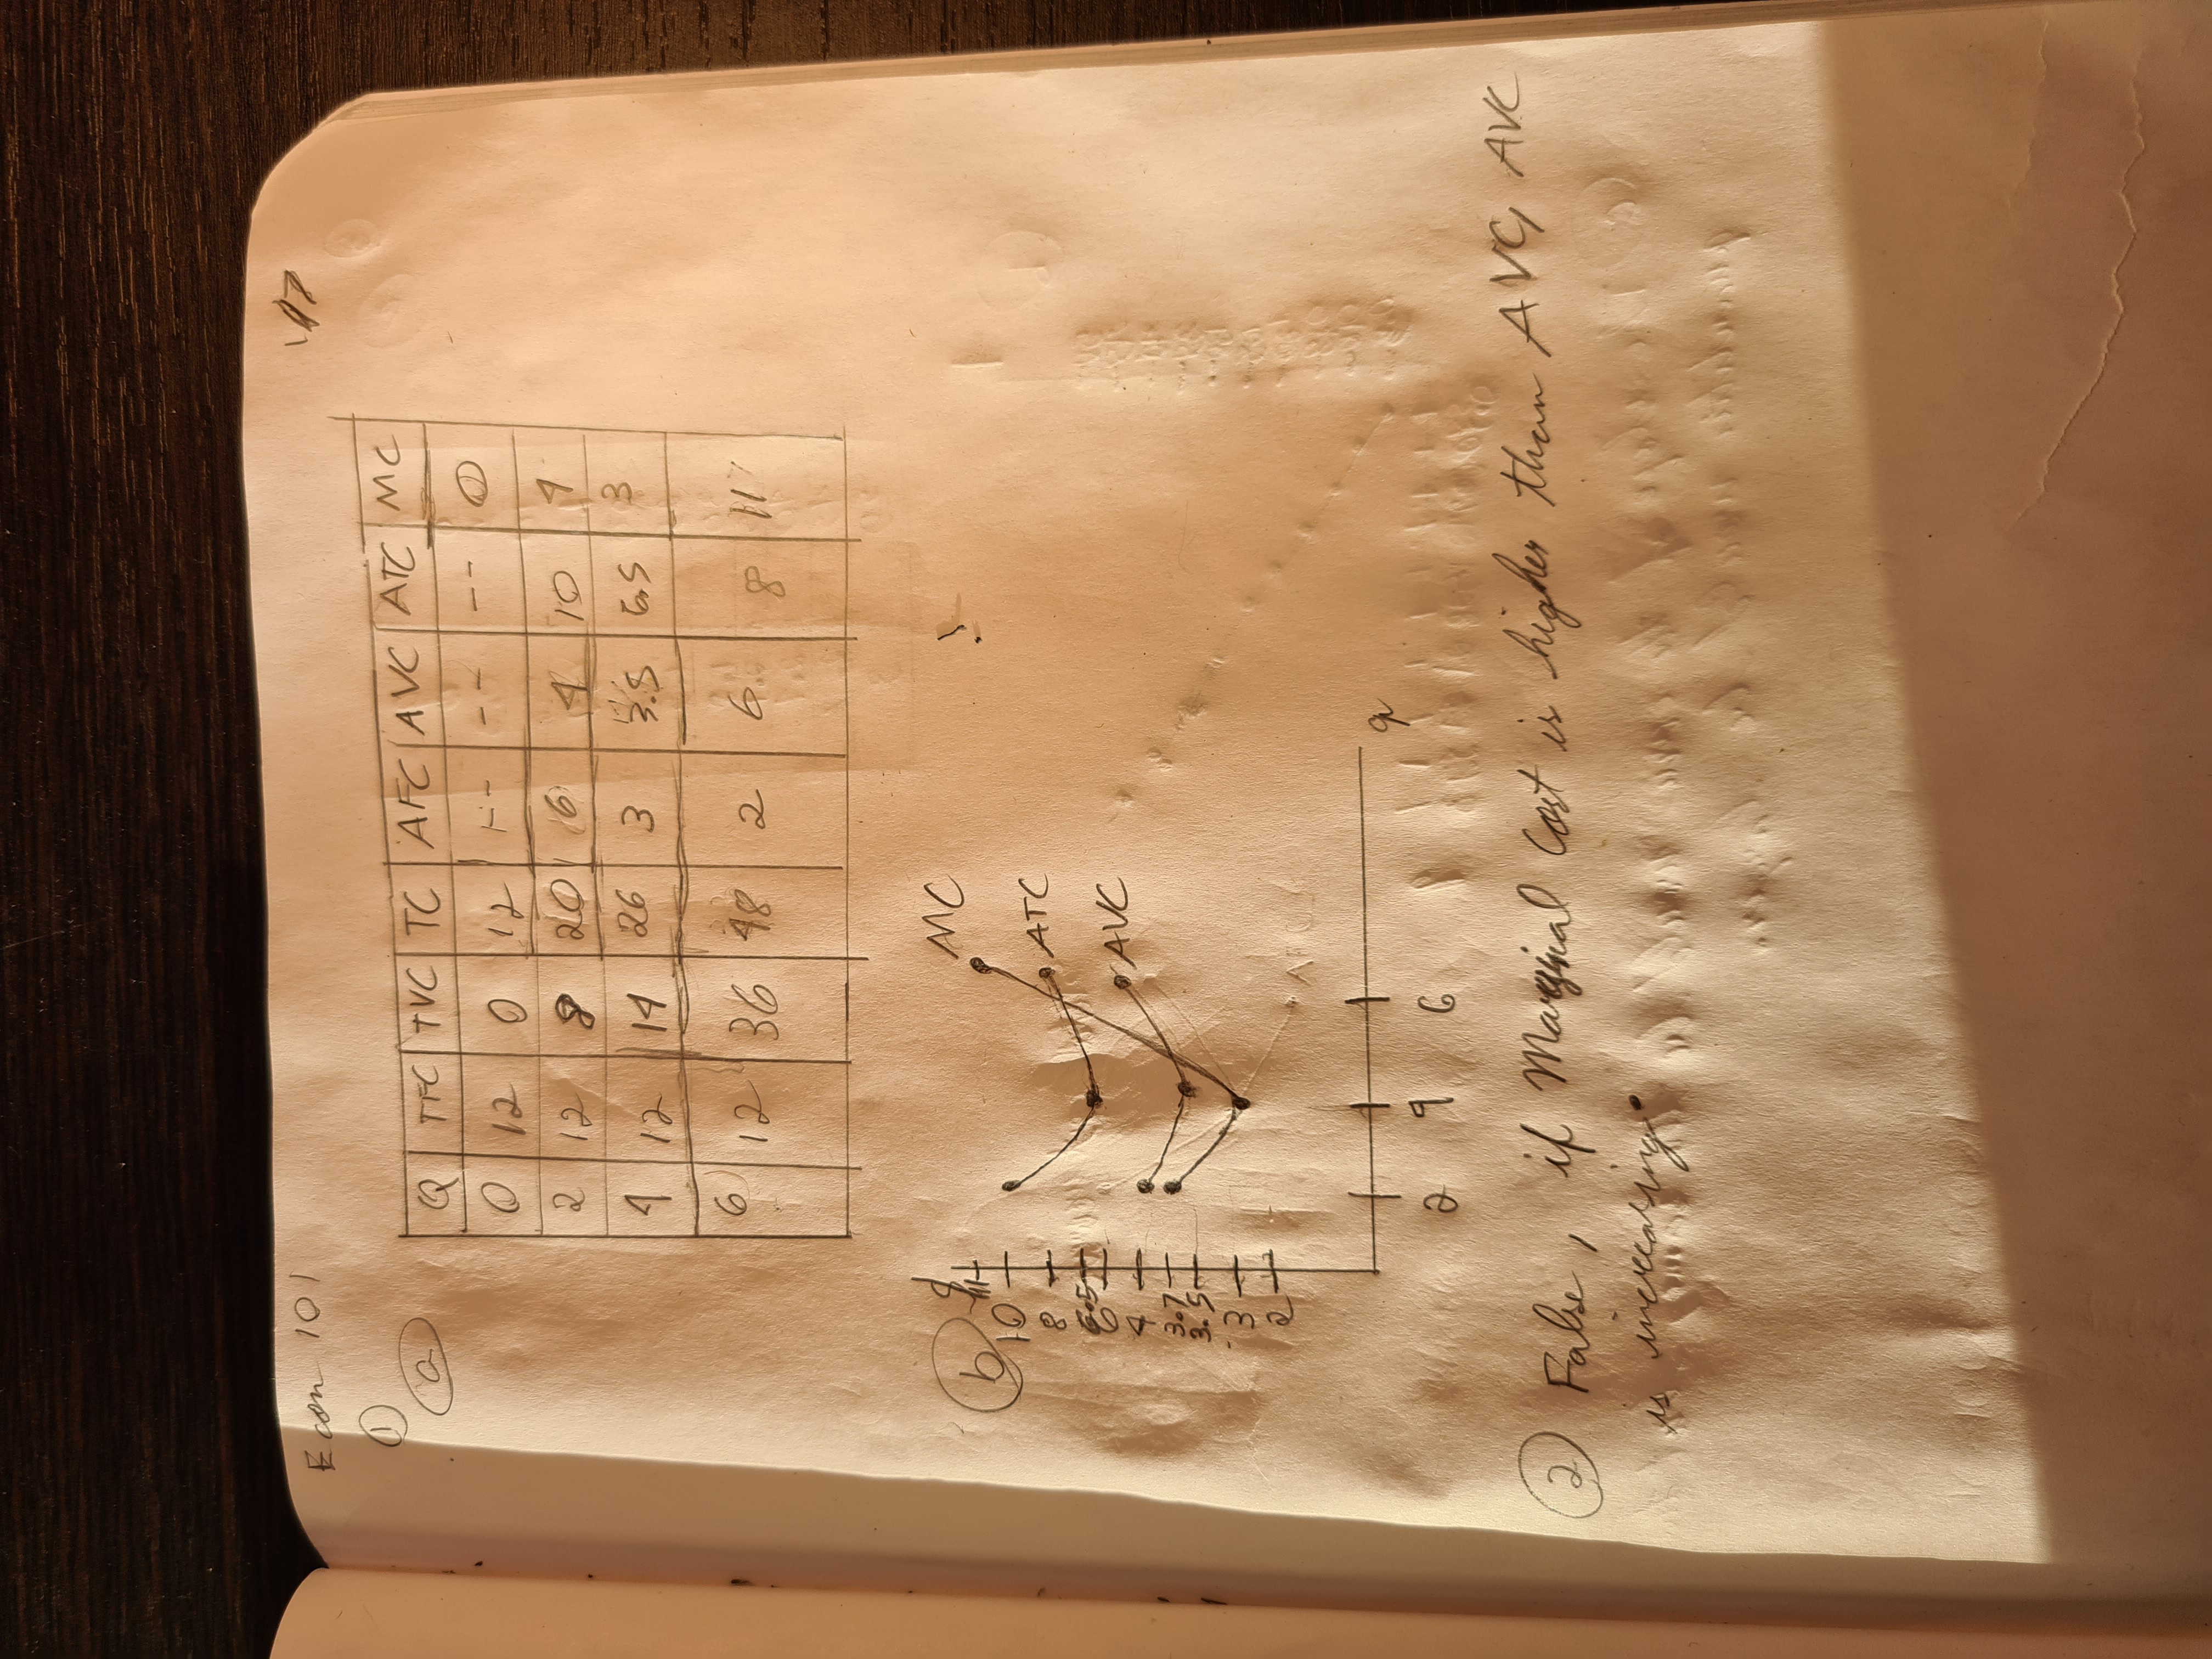 Econ 101
1
a
Q TFC TVC TC AFC AVC ATC MC
0 12 0 12 -- -- -- 0
2 12 8 20 6 4 10 4
4 12 14 26 3 3.5 6.5 3
6 12 36 48 2 6 8 11
b
MC
11
10
ATC
8
6.5
6
AVC
4
3.7
3.5
3
2
AFC
q
2 4 6
2 False, if Marginal Cost is higher than AVC, AVC
is increasing.